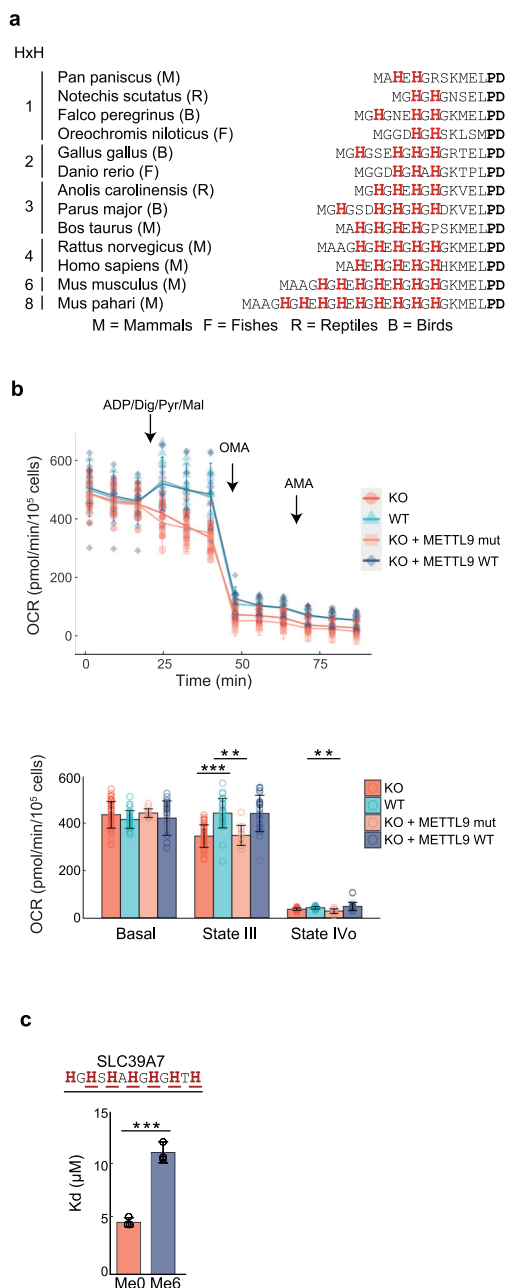 a
HxH
1
Pan paniscus (M) MAHEHGRSKMELPD
Notechis scutatus (R) MGHGHGNSELPD
Falco peregrinus (B) MGHGNEHGHGKMELPD
Oreochromis niloticus (F) MGGDHGHSKLSMPD
2
Gallus gallus (B) MGHGSEHGHGHGRTELPD
Danio rerio (F) MGGDHGHAHGKTPLPD
3
Anolis carolinensis (R) MGHGHEHGHGKVELPD
Parus major (B) MGHGSDHGHGHGHGDKVELPD
Bos taurus (M) MAHGHGHEHGPSKMELPD
4
Rattus norvegicus (M) MAAGHGHEHGHGHGKMELPD
Homo sapiens (M) MAHEHGHEHGHHKMELPD
6 Mus musculus (M) MAAGHGHEHGHEHGHGHGKMELPD
8 Mus pahari (M) MAAGHGHEHGHEHGHEHGHGHGKMELPD
M = Mammals F = Fishes R = Reptiles B = Birds
b
ADP/Dig/Pyr/Mal
OMA
AMA
OCR (pmol/min/10⁵ cells)
600
400
200
0
0 25 50 75
Time (min)
KO
WT
KO + METTL9 mut
KO + METTL9 WT
OCR (pmol/min/10⁵ cells)
600
400
200
0
*** ** **
Basal State III State IVo
KO
WT
KO + METTL9 mut
KO + METTL9 WT
c
SLC39A7
HGHSHAHGHGHTH
Kd (μM)
15
10
5
0
***
Me0 Me6